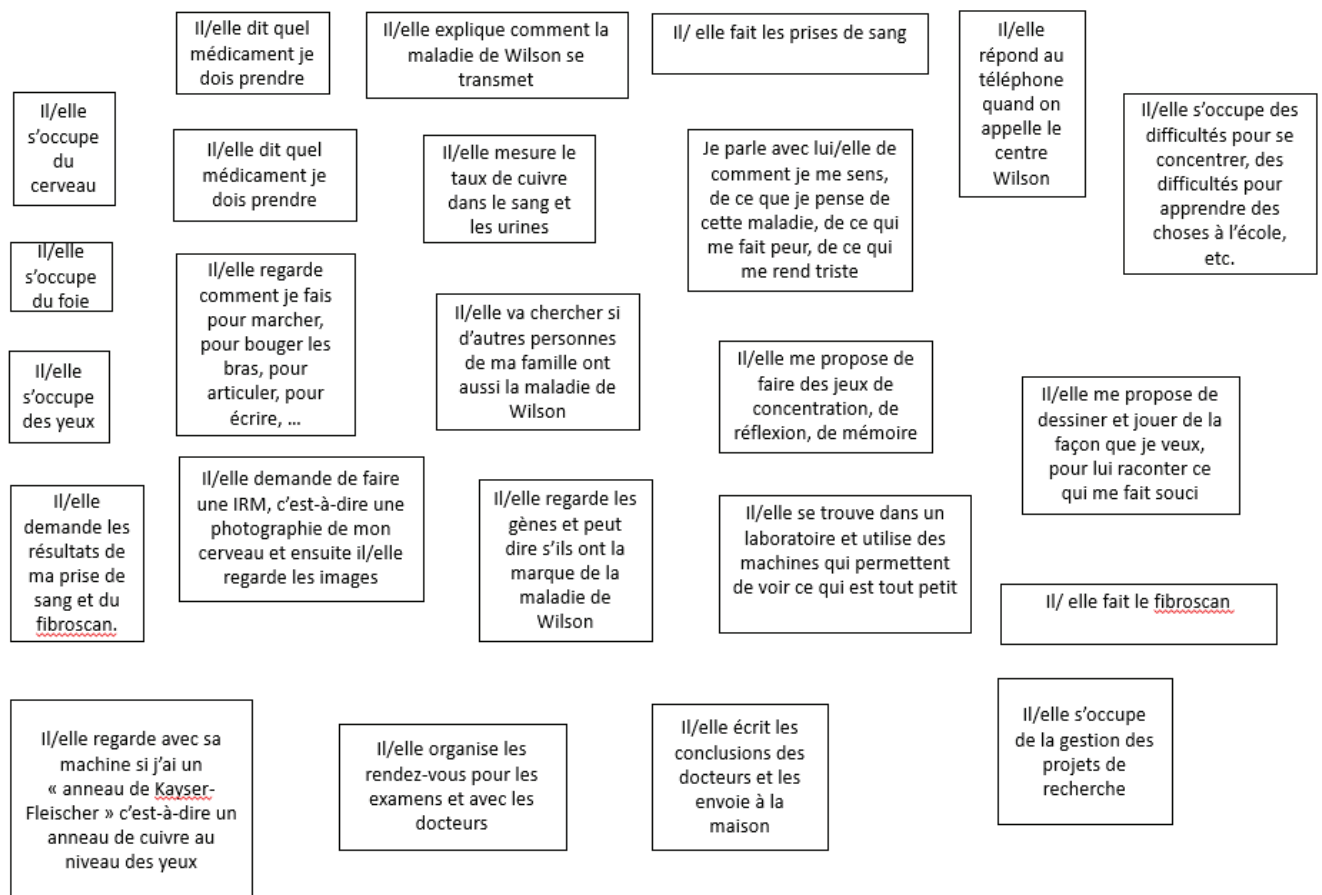 Il/elle dit quel
médicament je
dois prendre
Il/elle explique comment la
maladie de Wilson se
transmet
Il/ elle fait les prises de sang
Il/elle
répond au
téléphone
quand on
appelle le
centre
Wilson
Il/elle
s’occupe
du
cerveau
Il/elle dit quel
médicament je
dois prendre
Il/elle mesure le
taux de cuivre
dans le sang et
les urines
Je parle avec lui/elle de
comment je me sens,
de ce que je pense de
cette maladie, de ce qui
me fait peur, de ce qui
me rend triste
Il/elle s’occupe des
difficultés pour se
concentrer, des
difficultés pour
apprendre des
choses à l’école,
etc.
Il/elle
s’occupe
du foie
Il/elle regarde
comment je fais
pour marcher,
pour bouger les
bras, pour
articuler, pour
écrire, ...
Il/elle va chercher si
d’autres personnes
de ma famille ont
aussi la maladie de
Wilson
Il/elle
s’occupe
des yeux
Il/elle me propose de
faire des jeux de
concentration, de
réflexion, de mémoire
Il/elle me propose de
dessiner et jouer de la
façon que je veux,
pour lui raconter ce
qui me fait souci
Il/elle
demande les
résultats de
ma prise de
sang et du
fibroscan.
Il/elle demande de faire
une IRM, c’est-à-dire une
photographie de mon
cerveau et ensuite il/elle
regarde les images
Il/elle regarde les
gènes et peut
dire s’ils ont la
marque de la
maladie de
Wilson
Il/elle se trouve dans un
laboratoire et utilise des
machines qui permettent
de voir ce qui est tout petit
Il/ elle fait le fibroscan
Il/elle regarde avec sa
machine si j’ai un
« anneau de Kayser-
Fleischer » c’est-à-dire un
anneau de cuivre au
niveau des yeux
Il/elle organise les
rendez-vous pour les
examens et avec les
docteurs
Il/elle écrit les
conclusions des
docteurs et les
envoie à la
maison
Il/elle s’occupe
de la gestion des
projets de
recherche